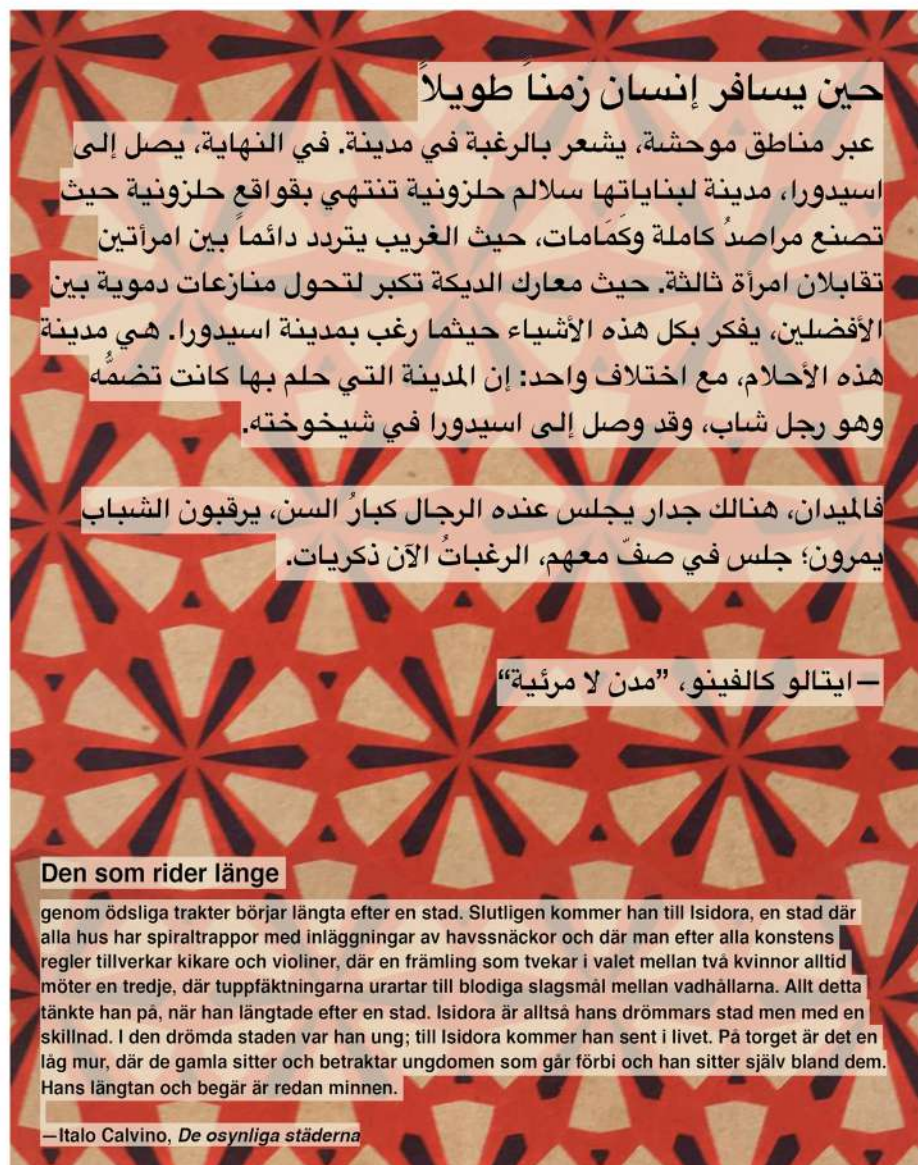 حين يسافر إنسان زمناً طويلاً
عبر مناطق موحشة، يشعر بالرغبة في مدينة. في النهاية، يصل إلى
اسيدورا، مدينة لبناياتها سلالم حلزونية تنتهي بقواقعٍ حلزونية حيث
تصنع مراصدُ كاملة وكَمَامات، حيث الغريب يتردد دائماً بين امرأتين
تقابلان امرأة ثالثة. حيث معارك الديكة تكبر لتحول منازعات دموية بين
الأفضلين، يفكر بكل هذه الأشياء حيثما رغب بمدينة اسيدورا. هي مدينة
هذه الأحلام، مع اختلاف واحد: إن المدينة التي حلم بها كانت تضمُّه
وهو رجل شاب، وقد وصل إلى اسيدورا في شيخوخته.
فالميدان، هنالك جدار يجلس عنده الرجال كبارُ السن، يرقبون الشباب
يمرون؛ جلس في صفّ معهم، الرغباتُ الآن ذكريات.
—ايتالو كالفينو، ”مدن لا مرئية“
Den som rider länge
genom ödsliga trakter börjar längta efter en stad. Slutligen kommer han till Isidora, en stad där
alla hus har spiraltrappor med inläggningar av havssnäckor och där man efter alla konstens
regler tillverkar kikare och violiner, där en främling som tvekar i valet mellan två kvinnor alltid
möter en tredje, där tuppfäktningarna urartar till blodiga slagsmål mellan vadhållarna. Allt detta
tänkte han på, när han längtade efter en stad. Isidora är alltså hans drömmars stad men med en
skillnad. I den drömda staden var han ung; till Isidora kommer han sent i livet. På torget är det en
låg mur, där de gamla sitter och betraktar ungdomen som går förbi och han sitter själv bland dem.
Hans längtan och begär är redan minnen.
—Italo Calvino, De osynliga städerna